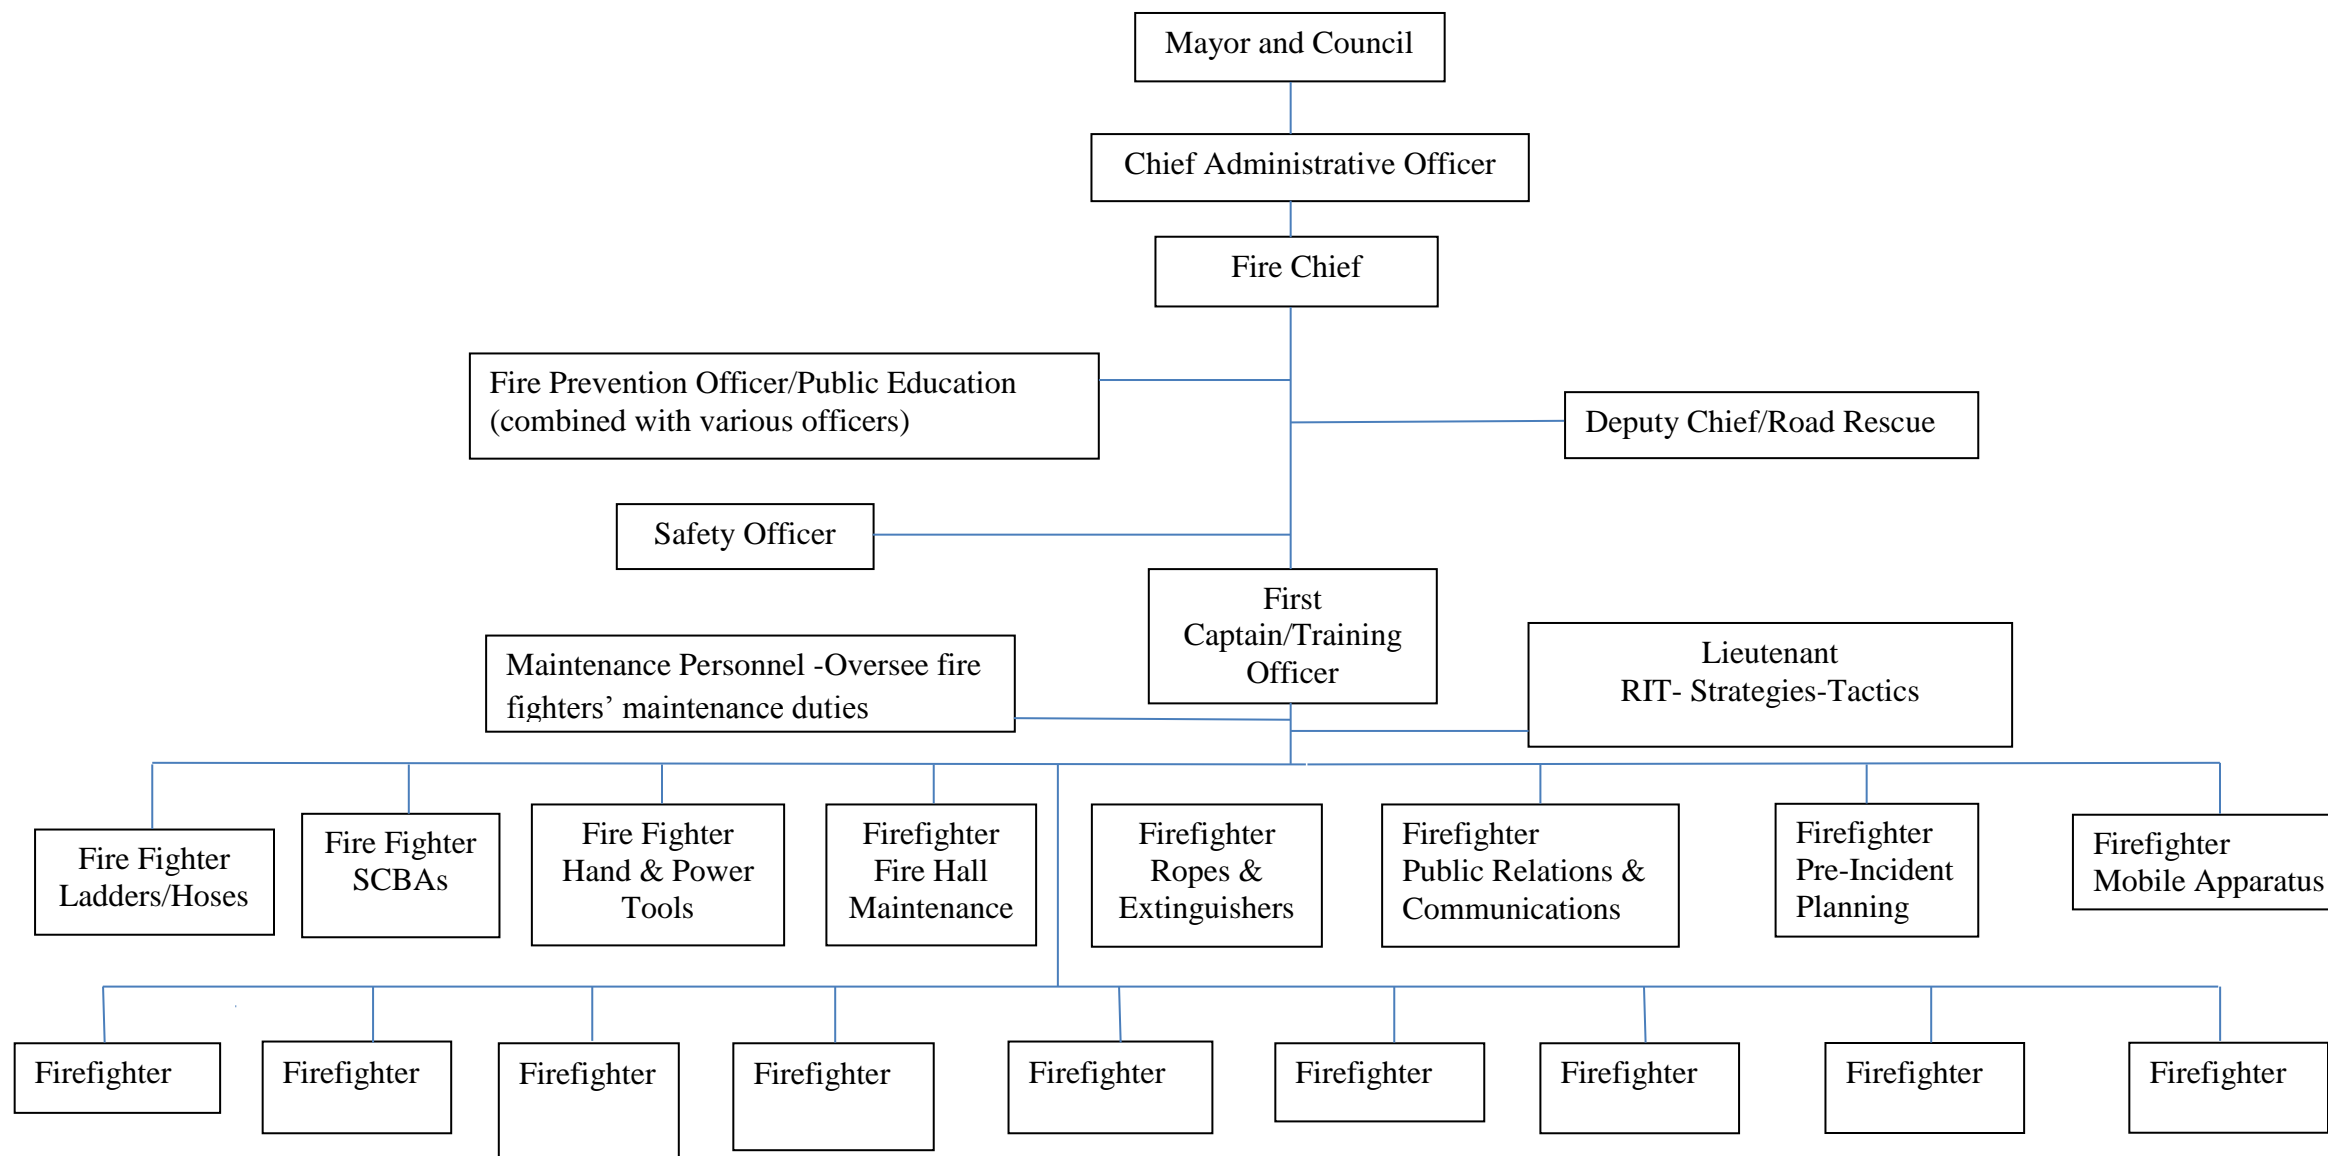 Mayor and Council
Chief Administrative Officer
Fire Chief
Fire Prevention Officer/Public Education
(combined with various officers)
Deputy Chief/Road Rescue
Safety Officer
First
Captain/Training
Officer
Maintenance Personnel -Oversee fire
fighters’ maintenance duties
Lieutenant
RIT- Strategies-Tactics
Fire Fighter
Ladders/Hoses
Fire Fighter
SCBAs
Fire Fighter
Hand & Power
Tools
Firefighter
Fire Hall
Maintenance
Firefighter
Ropes &
Extinguishers
Firefighter
Public Relations &
Communications
Firefighter
Pre-Incident
Planning
Firefighter
Mobile Apparatus
Firefighter
Firefighter
Firefighter
Firefighter
Firefighter
Firefighter
Firefighter
Firefighter
Firefighter